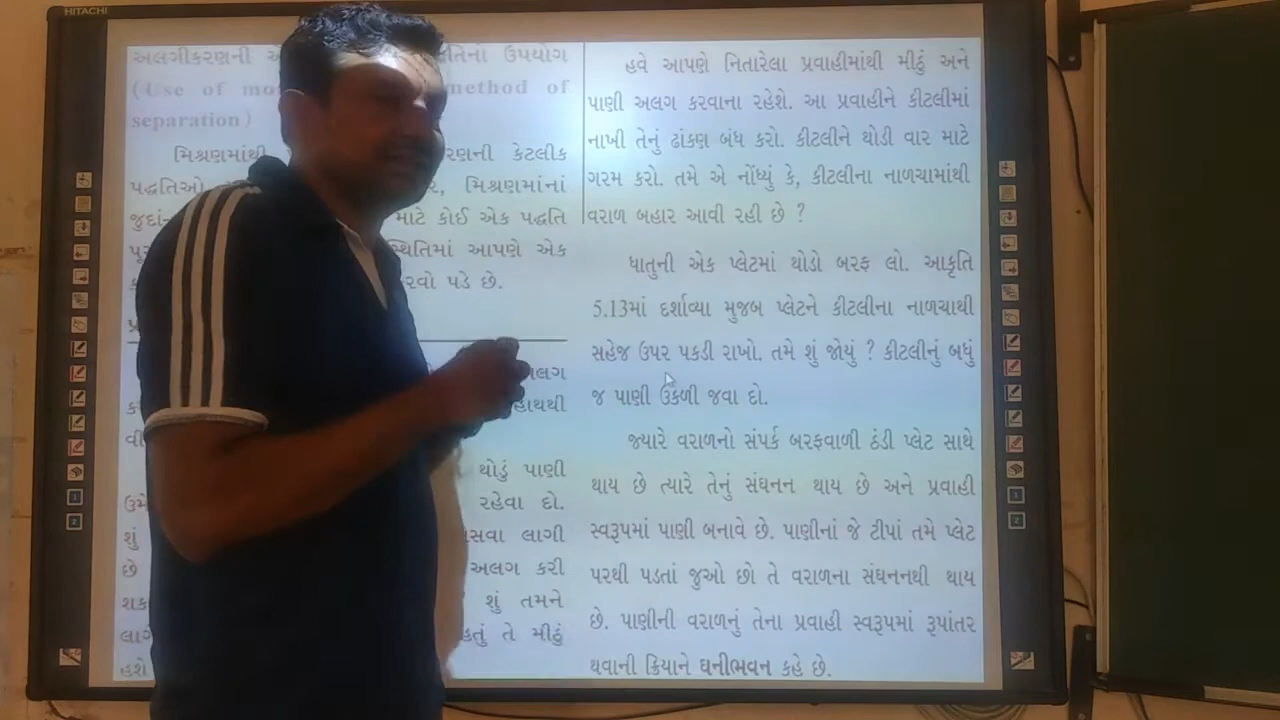 HITACHI
અલગીકરણની
ઉપયોગ
(Use of
method of
separation)
મિશ્રણમાંથી
કેટલીક
પદ્ધતિઓ
મિશ્રણમાંનાં
માટે કોઈ એક પદ્ધતિ
આપણે એક
પડે છે.
થોડું પાણી
રહેવા દો.
શું
લાગી
છે
અલગ કરી
શું તમને
તે મીઠું
હશે
હવે આપણે નિતારેલા પ્રવાહીમાંથી મીઠું અને
પાણી અલગ કરવાના રહેશે. આ પ્રવાહીને કીટલીમાં
નાખી તેનું ઢાંકણ બંધ કરો. કીટલીને થોડી વાર માટે
ગરમ કરો. તમે એ નોંધ્યું કે, કીટલીના નાળચામાંથી
વરાળ બહાર આવી રહી છે ?
ધાતુની એક પ્લેટમાં થોડો બરફ લો. આકૃતિ
5.13માં દર્શાવ્યા મુજબ પ્લેટને કીટલીના નાળચાથી
સહેજ ઉપર પકડી રાખો. તમે શું જોયું ? કીટલીનું બધું
જ પાણી ઉકળી જવા દો.
જ્યારે વરાળનો સંપર્ક બરફવાળી ઠંડી પ્લેટ સાથે
થાય છે ત્યારે તેનું સંઘનન થાય છે અને પ્રવાહી
સ્વરૂપમાં પાણી બનાવે છે. પાણીનાં જે ટીપાં તમે પ્લેટ
પરથી પડતાં જુઓ છો તે વરાળના સંઘનનથી થાય
છે. પાણીની વરાળનું તેના પ્રવાહી સ્વરૂપમાં રૂપાંતર
થવાની ક્રિયાને ઘનીભવન કહે છે.